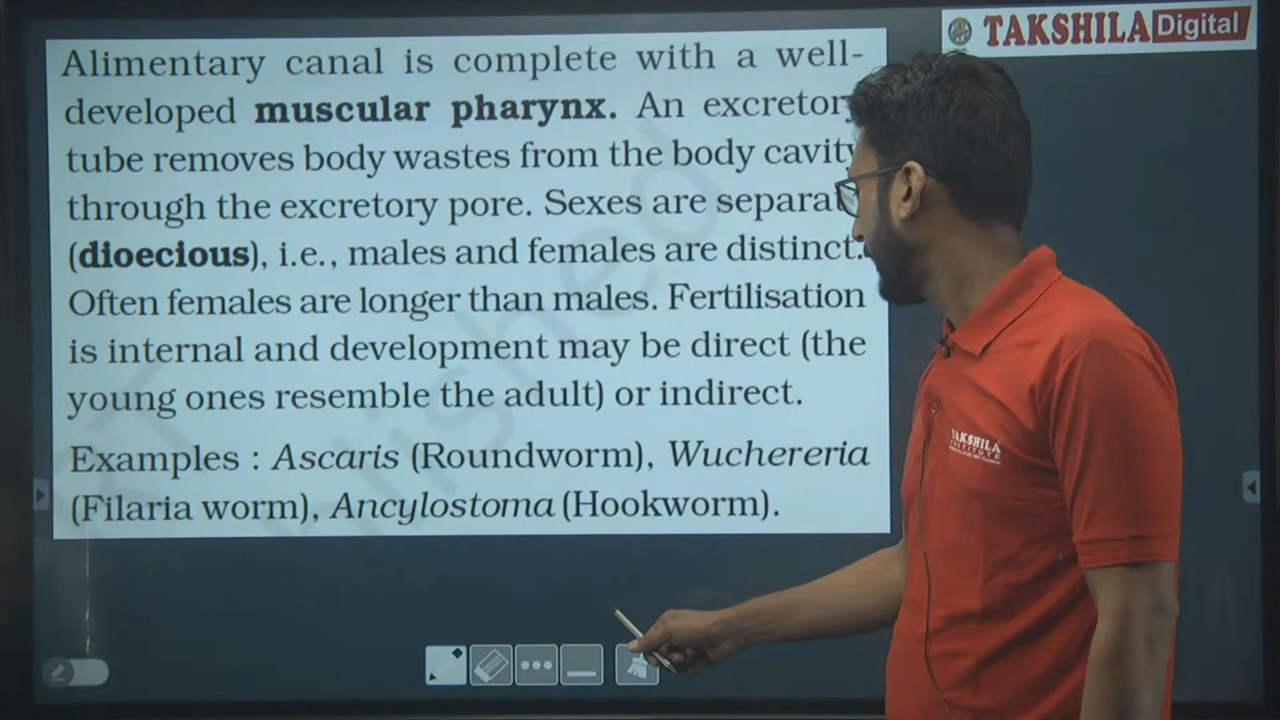 TAKSHILA Digital
Alimentary canal is complete with a well-
developed muscular pharynx. An excretory
tube removes body wastes from the body cavity
through the excretory pore. Sexes are separate
(dioecious), i.e., males and females are distinct.
Often females are longer than males. Fertilisation
is internal and development may be direct (the
young ones resemble the adult) or indirect.
Examples : Ascaris (Roundworm), Wuchereria
(Filaria worm), Ancylostoma (Hookworm).
TAKSHILA
INSTITUTE